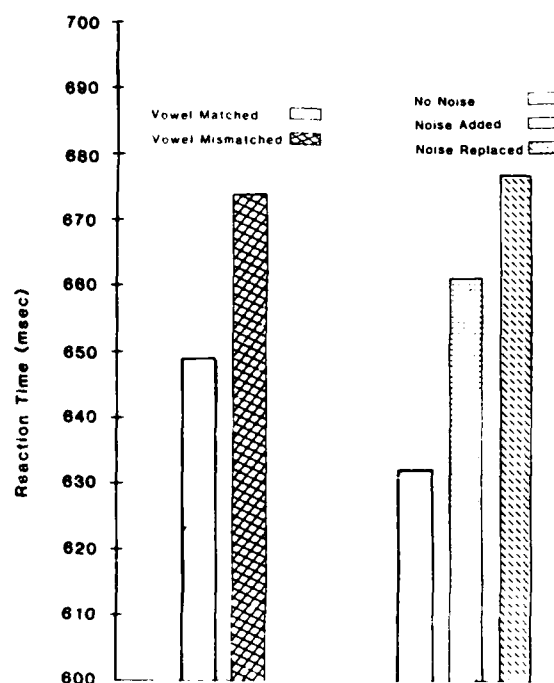 700
690
680
670
660
650
640
630
620
610
600
Reaction Time (msec)
Vowel Matched
Vowel Mismatched
No Noise
Noise Added
Noise Replaced